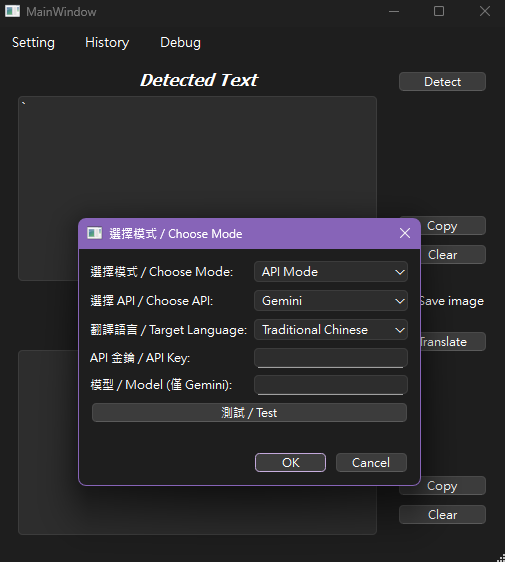 MainWindow
Setting History Debug
Detected Text
Detect
`
選擇模式 / Choose Mode
Copy
選擇模式 / Choose Mode: API Mode
Clear
選擇 API / Choose API: Gemini
Save image
翻譯語言 / Target Language: Traditional Chinese
Translate
API 金鑰 / API Key:
模型 / Model (僅 Gemini):
測試 / Test
OK Cancel
Copy
Clear